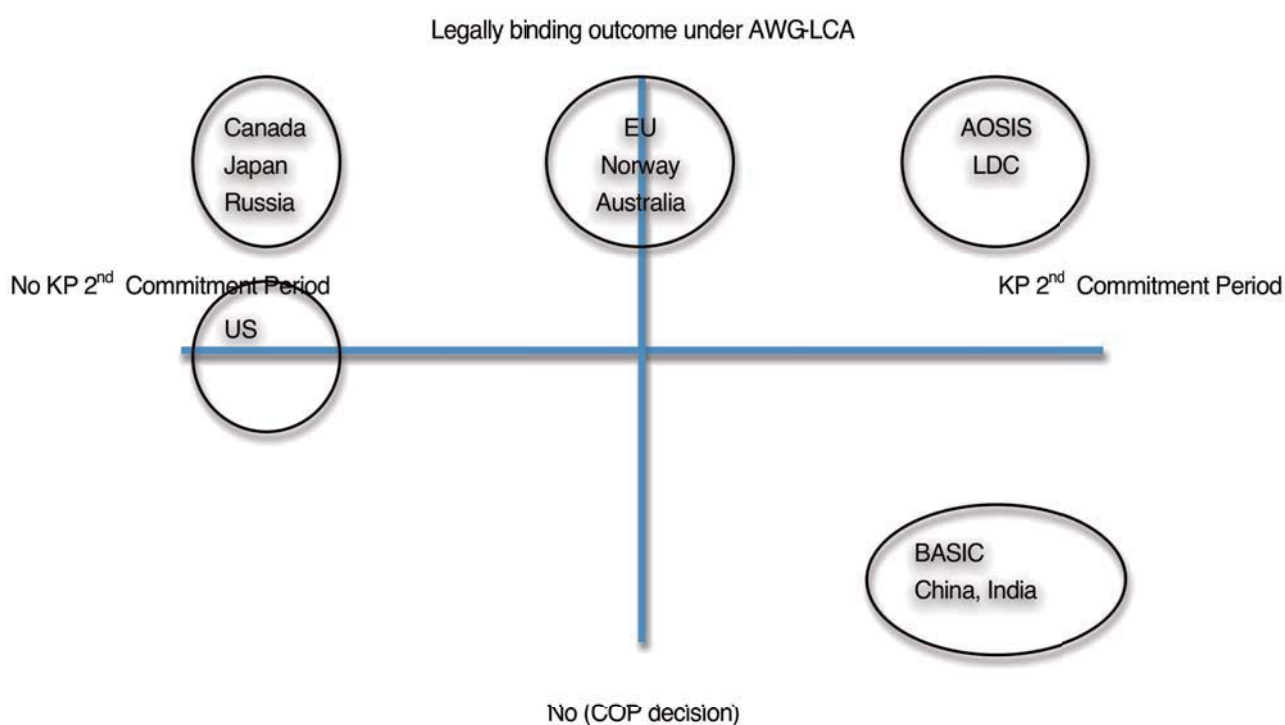 Legally binding outcome under AWG-LCA
Canada
Japan
Russia
EU
Norway
Australia
AOSIS
LDC
No KP 2nd Commitment Period
KP 2nd Commitment Period
US
BASIC
China, India
No (COP decision)